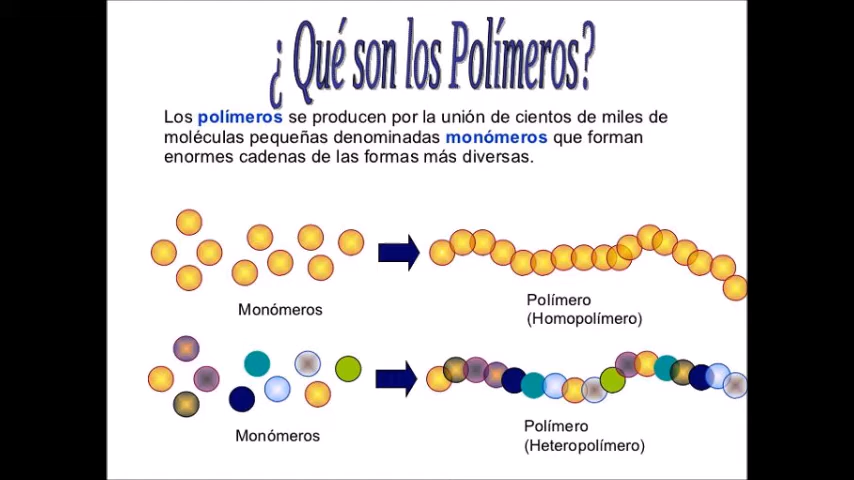 ¿ Qué son los Polímeros?
Los polímeros se producen por la unión de cientos de miles de
moléculas pequeñas denominadas monómeros que forman
enormes cadenas de las formas más diversas.
Monómeros
Polímero
(Homopolímero)
Monómeros
Polímero
(Heteropolímero)